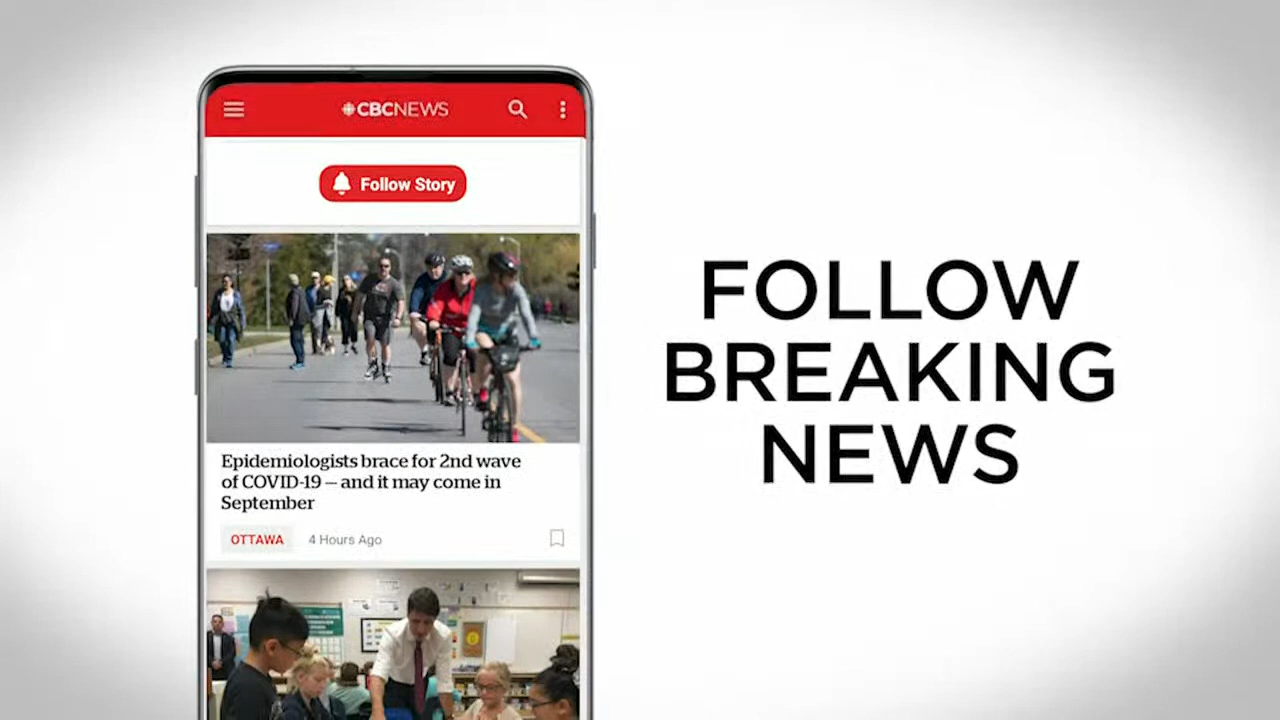 CBCNEWS
Follow Story
Epidemiologists brace for 2nd wave
of COVID-19 – and it may come in
September
OTTAWA
4 Hours Ago
FOLLOW
BREAKING
NEWS